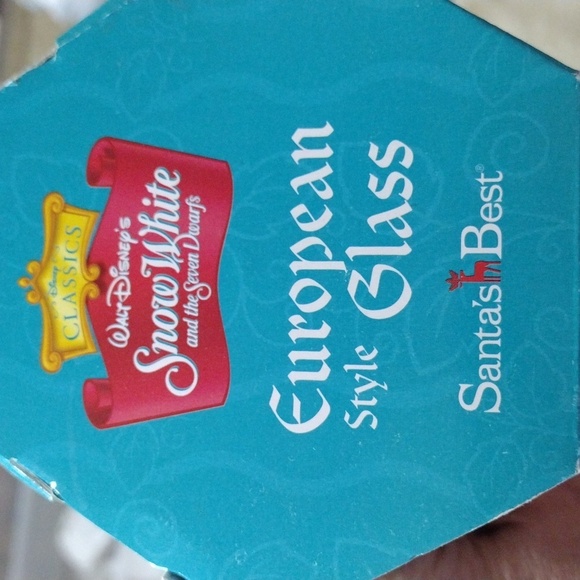 Disney
CLASSICS
WALT DISNEY'S
Snow White
and the Seven Dwarfs
European
Style Glass
Santa's Best®